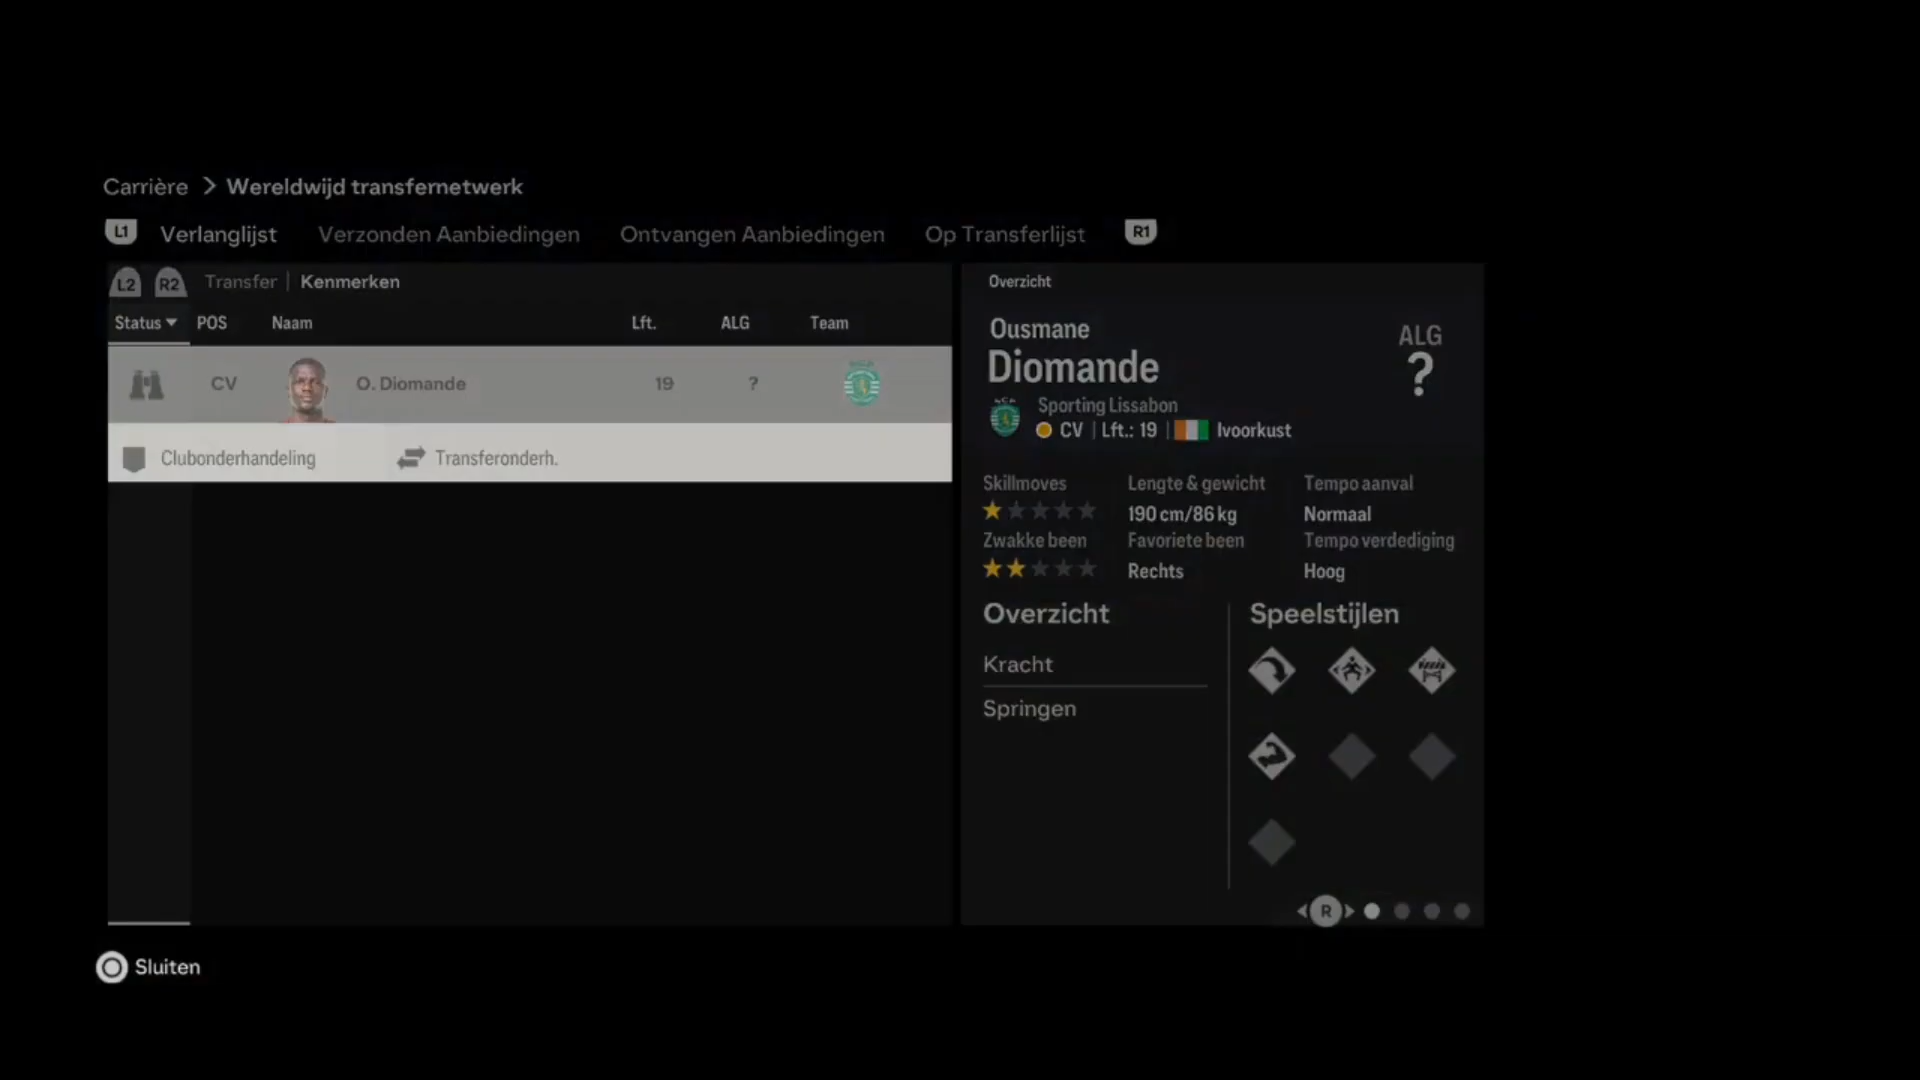 Carrière > Wereldwijd transfernetwerk
L1 Verlanglijst Verzonden Aanbiedingen Ontvangen Aanbiedingen Op Transferlijst R1
L2 R2 Transfer | Kenmerken
Status POS Naam Lft. ALG Team
CV O. Diomande 19 ?
Clubonderhandeling Transferonderh.
Overzicht
Ousmane
Diomande
ALG
?
Sporting Lissabon
CV | Lft.: 19 | Ivoorkust
Skillmoves Lengte & gewicht Tempo aanval
190 cm/86 kg Normaal
Zwakke been Favoriete been Tempo verdediging
Rechts Hoog
Overzicht Speelstijlen
Kracht
Springen
R
Sluiten